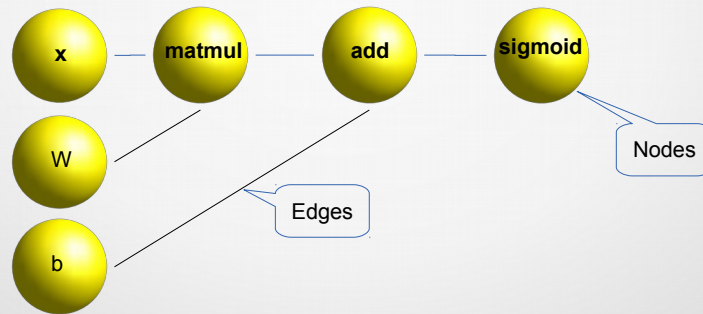 x
matmul
add
sigmoid
W
Nodes
Edges
b